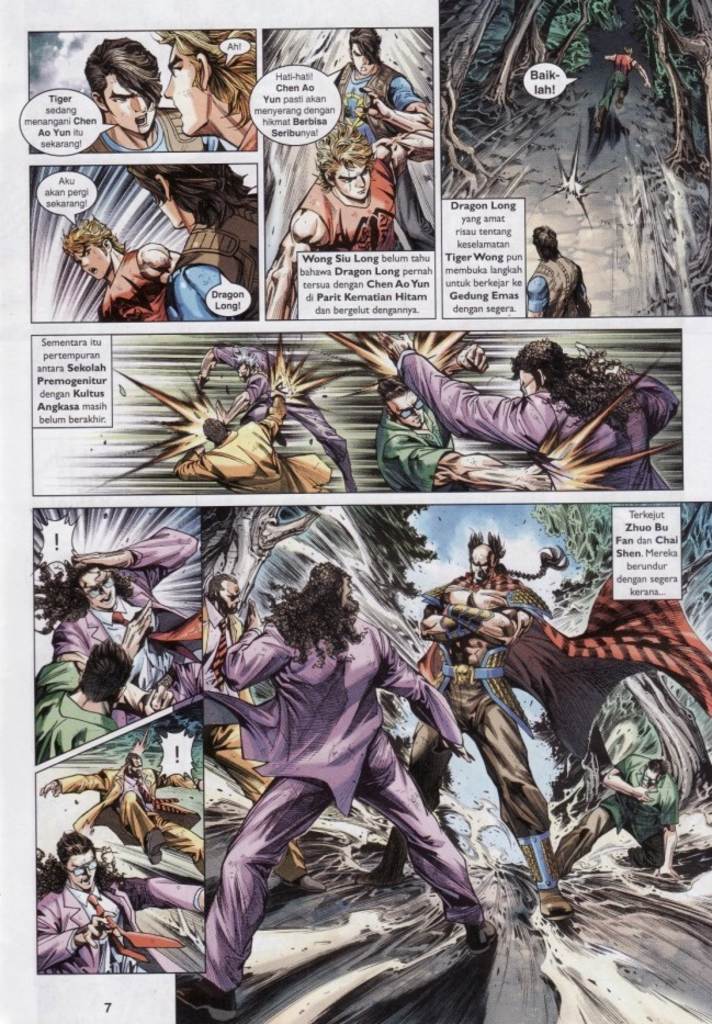 Ah!
Tiger
sedang
menangani Chen
Ao Yun itu
sekarang!
Hati-hati!
Chen Ao
Yun pasti akan
menyerang dengan
hikmat Berbisa
Seribunya!
Baik-
lah!
Aku
akan pergi
sekarang!
Dragon
Long!
Wong Siu Long belum tahu
bahawa Dragon Long pernah
tersua dengan Chen Ao Yun
di Parit Kematian Hitam
dan bergelut dengannya.
Dragon Long
yang amat
risau tentang
keselamatan
Tiger Wong pun
membuka langkah
untuk berkejar ke
Gedung Emas
dengan segera.
Sementara itu
pertempuran
antara Sekolah
Premogenitur
dengan Kultus
Angkasa masih
belum berakhir.
!
Terkejut
Zhuo Bu
Fan dan Chai
Shen. Mereka
berundur
dengan segera
kerana...
!
7